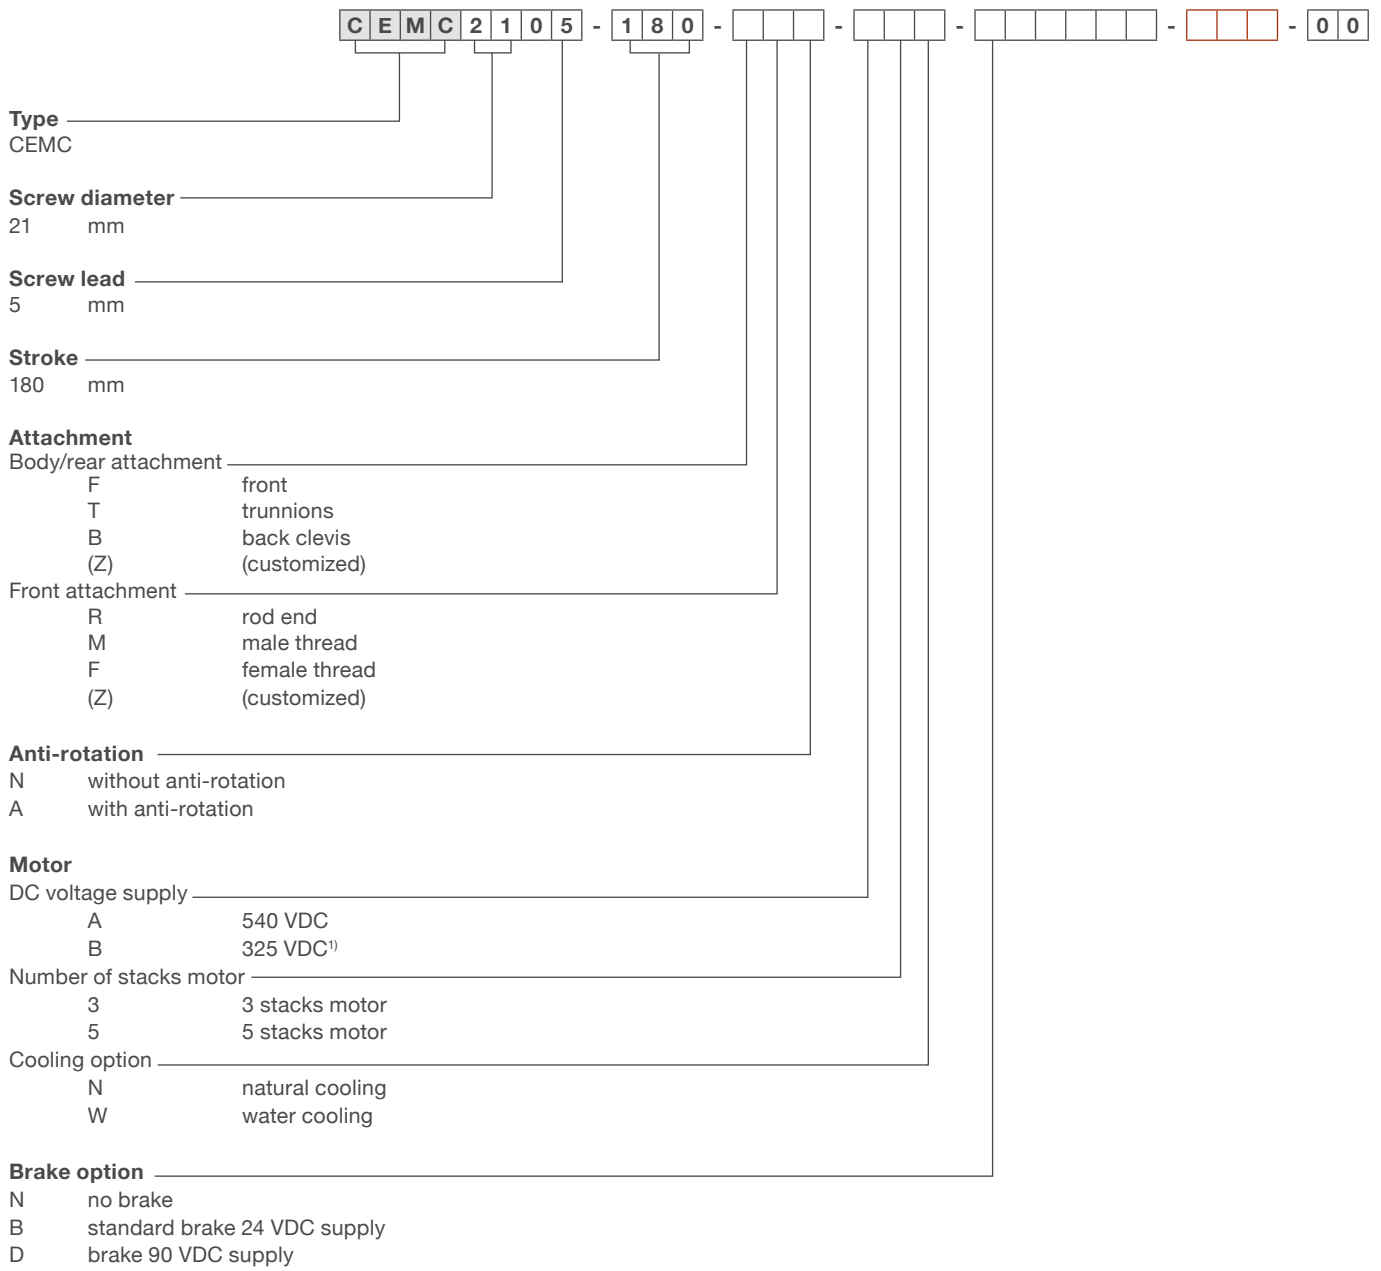 C E M C 2 1 0 5 - 1 8 0 - - - - - 0 0
Type
CEMC
Screw diameter
21 mm
Screw lead
5 mm
Stroke
180 mm
Attachment
Body/rear attachment
F front
T trunnions
B back clevis
(Z) (customized)
Front attachment
R rod end
M male thread
F female thread
(Z) (customized)
Anti-rotation
N without anti-rotation
A with anti-rotation
Motor
DC voltage supply
A 540 VDC
B 325 VDC1)
Number of stacks motor
3 3 stacks motor
5 5 stacks motor
Cooling option
N natural cooling
W water cooling
Brake option
N no brake
B standard brake 24 VDC supply
D brake 90 VDC supply